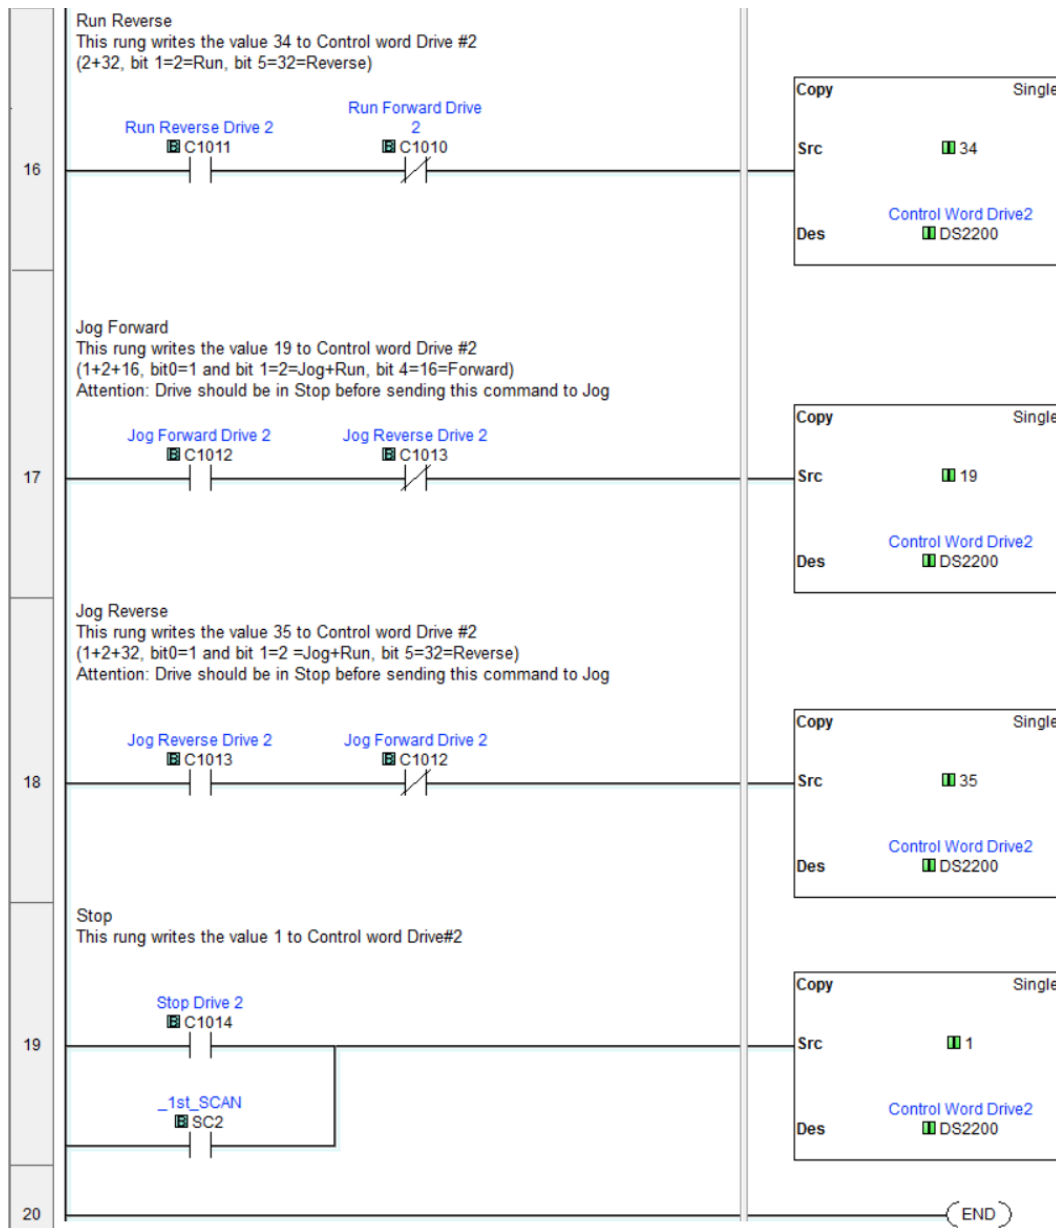 Run Reverse
This rung writes the value 34 to Control word Drive #2
(2+32, bit 1=2=Run, bit 5=32=Reverse)
Run Reverse Drive 2
C1011
Run Forward Drive
2
C1010
16
Copy Single
Src 34
Control Word Drive2
Des DS2200
Jog Forward
This rung writes the value 19 to Control word Drive #2
(1+2+16, bit0=1 and bit 1=2=Jog+Run, bit 4=16=Forward)
Attention: Drive should be in Stop before sending this command to Jog
Jog Forward Drive 2
C1012
Jog Reverse Drive 2
C1013
17
Copy Single
Src 19
Control Word Drive2
Des DS2200
Jog Reverse
This rung writes the value 35 to Control word Drive #2
(1+2+32, bit0=1 and bit 1=2 =Jog+Run, bit 5=32=Reverse)
Attention: Drive should be in Stop before sending this command to Jog
Jog Reverse Drive 2
C1013
Jog Forward Drive 2
C1012
18
Copy Single
Src 35
Control Word Drive2
Des DS2200
Stop
This rung writes the value 1 to Control word Drive#2
Stop Drive 2
C1014
19
_1st_SCAN
SC2
Copy Single
Src 1
Control Word Drive2
Des DS2200
20
END